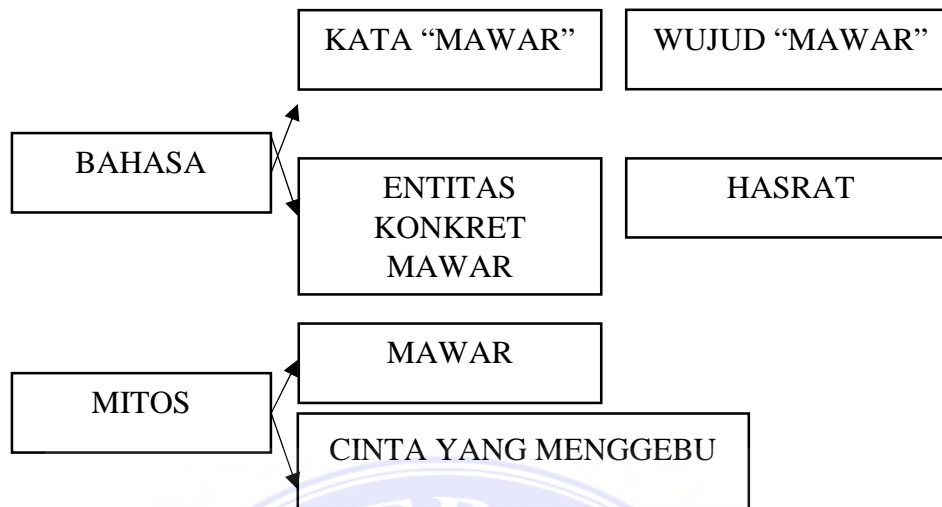 KATA “MAWAR”
WUJUD “MAWAR”
BAHASA
ENTITAS
KONKRET
MAWAR
HASRAT
MAWAR
MITOS
CINTA YANG MENGGEBU